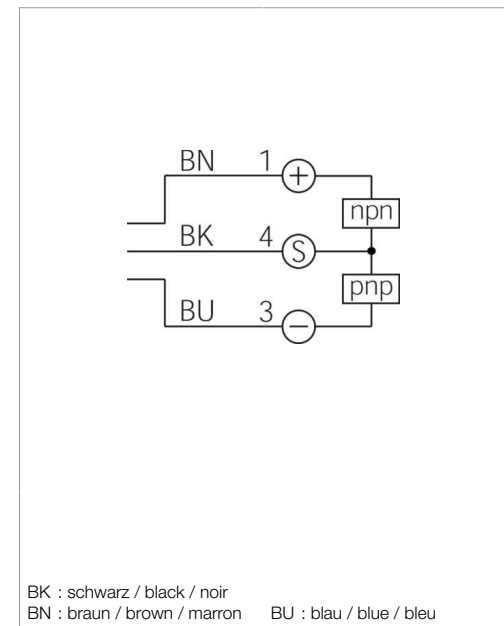 BN 1 +
npn
BK 4 S
pnp
BU 3 −
BK : schwarz / black / noir
BN : braun / brown / marron BU : blau / blue / bleu